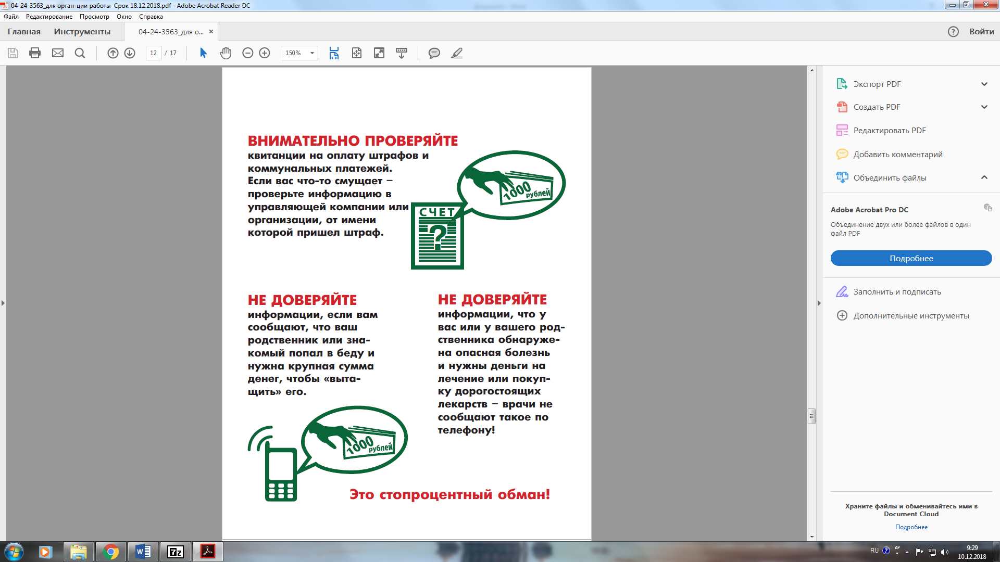 04-24-3563_для орган-ции работы  Срок 18.12.2018.pdf - Adobe Acrobat Reader DC
Файл Редактирование Просмотр Окно Справка
Главная Инструменты 04-24-3563_для о... Войти
12 / 17 150%
ВНИМАТЕЛЬНО ПРОВЕРЯЙТЕ
квитанции на оплату штрафов и
коммунальных платежей.
Если вас что-то смущает –
проверьте информацию в
управляющей компании или
организации, от имени
которой пришел штраф.
1000 рублей
СЧЕТ
?
НЕ ДОВЕРЯЙТЕ
информации, если вам
сообщают, что ваш
родственник или зна-
комый попал в беду и
нужна крупная сумма
денег, чтобы «выта-
щить» его.
1000 рублей
НЕ ДОВЕРЯЙТЕ
информации, что у
вас или у вашего род-
ственника обнаруже-
на опасная болезнь
и нужны деньги на
лечение или покуп-
ку дорогостоящих
лекарств – врачи не
сообщают такое по
телефону!
Это стопроцентный обман!
Экспорт PDF
Создать PDF
Редактировать PDF
Добавить комментарий
Объединить файлы
Adobe Acrobat Pro DC
Объединение двух или более файлов в один
файл PDF
Подробнее
Заполнить и подписать
Дополнительные инструменты
Храните файлы и обменивайтесь ими в
Document Cloud
Подробнее
RU
9:29
10.12.2018